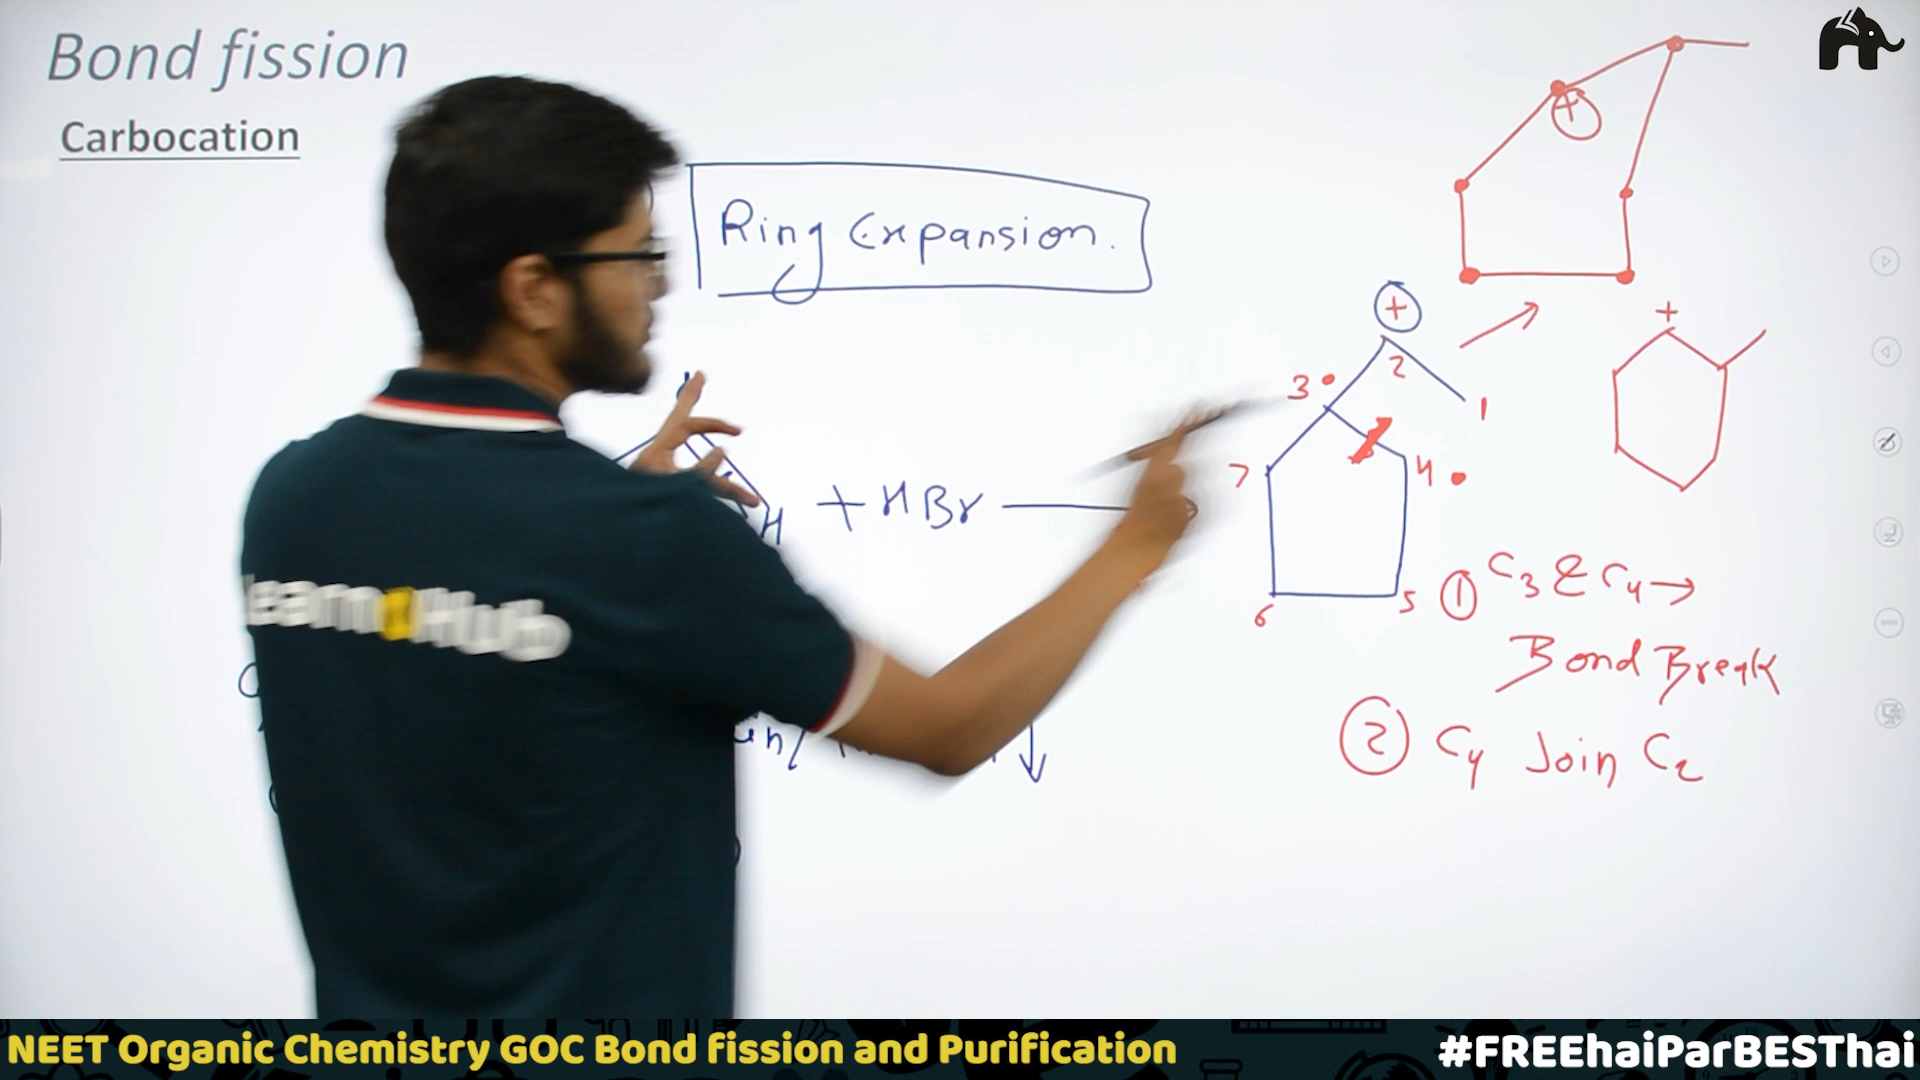 Bond fission
Carbocation
Ring Expansion.
+
+
+
2
3
1
7
4
H
+ HBr
6
5
① C3 & C4 →
Bond Break
② C4 Join C2
NEET Organic Chemistry GOC Bond fission and Purification
#FREEhaiParBESThai